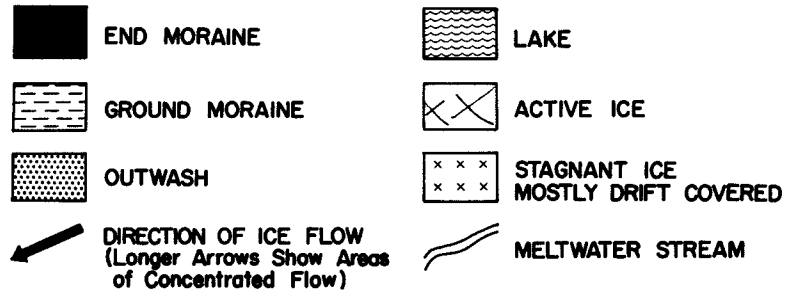 END MORAINE
GROUND MORAINE
OUTWASH
DIRECTION OF ICE FLOW
(Longer Arrows Show Areas
of Concentrated Flow)
LAKE
ACTIVE ICE
STAGNANT ICE
MOSTLY DRIFT COVERED
MELTWATER STREAM